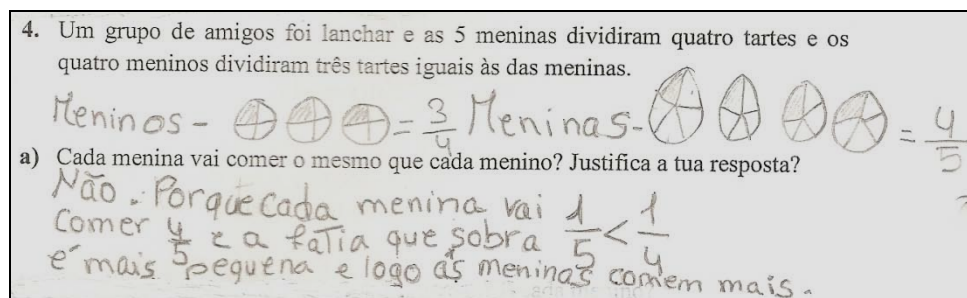 4. Um grupo de amigos foi lanchar e as 5 meninas dividiram quatro tartes e os
quatro meninos dividiram três tartes iguais às das meninas.
Meninos - = 3/4 Meninas - = 4/5
a) Cada menina vai comer o mesmo que cada menino? Justifica a tua resposta?
Não. Porque cada menina vai 1/5 < 1/4
comer 4/5 e a fatia que sobra
é mais pequena e logo as meninas comem mais.